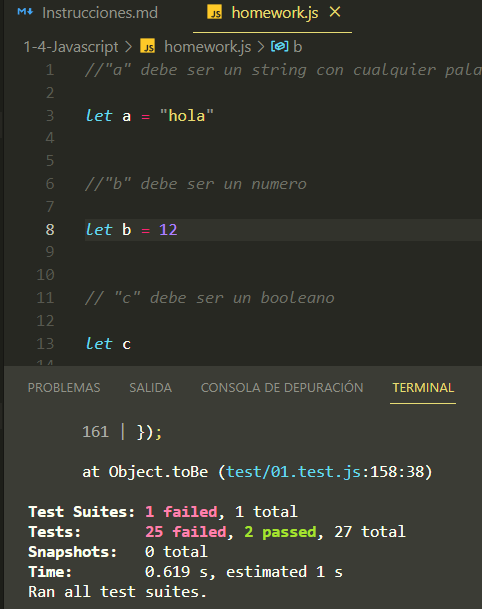 Instrucciones.md
JS homework.js
1-4-Javascript > JS homework.js > b
1 //"a" debe ser un string con cualquier pala
2
3 let a = "hola"
4
5
6 //"b" debe ser un numero
7
8 let b = 12
9
10
11 // "c" debe ser un booleano
12
13 let c
14
PROBLEMAS SALIDA CONSOLA DE DEPURACIÓN TERMINAL
161 | });
at Object.toBe (test/01.test.js:158:38)
Test Suites: 1 failed, 1 total
Tests: 25 failed, 2 passed, 27 total
Snapshots: 0 total
Time: 0.619 s, estimated 1 s
Ran all test suites.